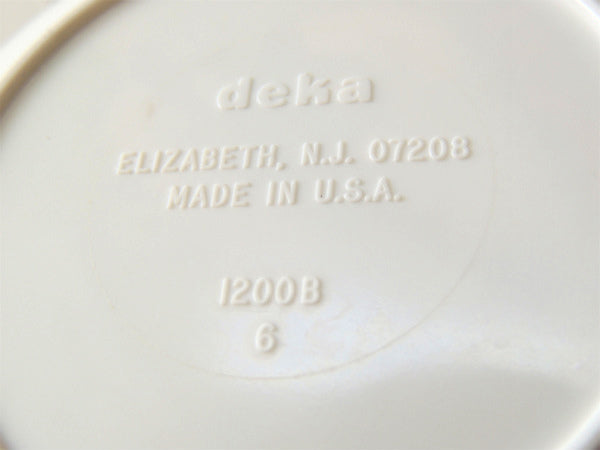 deka
ELIZABETH, N.J. 07208
MADE IN U.S.A.
1200B
6